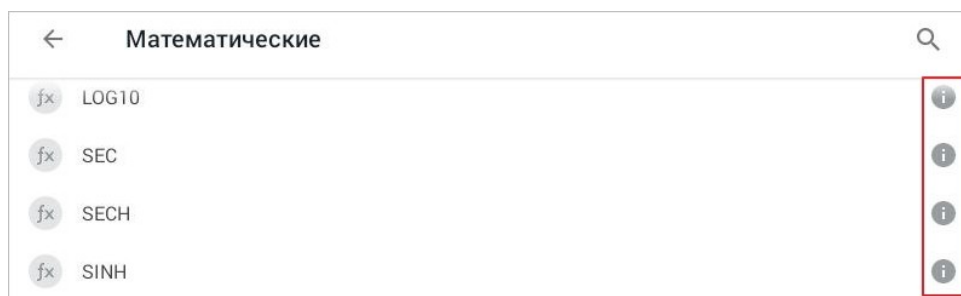 Математические
fx LOG10 i
fx SEC i
fx SECH i
fx SINH i